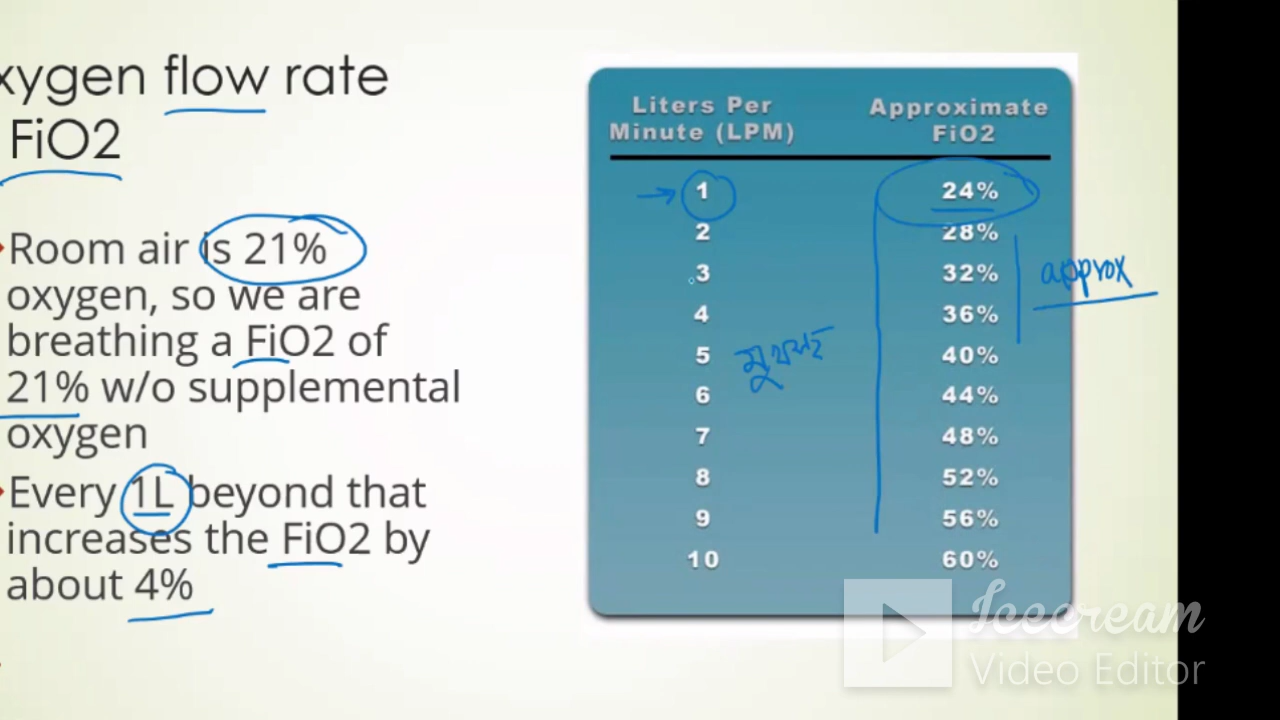 xygen flow rate
FiO2
Room air is 21%
oxygen, so we are
breathing a FiO2 of
21% w/o supplemental
oxygen
Every 1L beyond that
increases the FiO2 by
about 4%
Liters Per Minute (LPM) Approximate FiO2
1 24%
2 28%
3 32%
4 36%
5 40%
6 44%
7 48%
8 52%
9 56%
10 60%
approx
মুখস্থ
Icecream
Video Editor